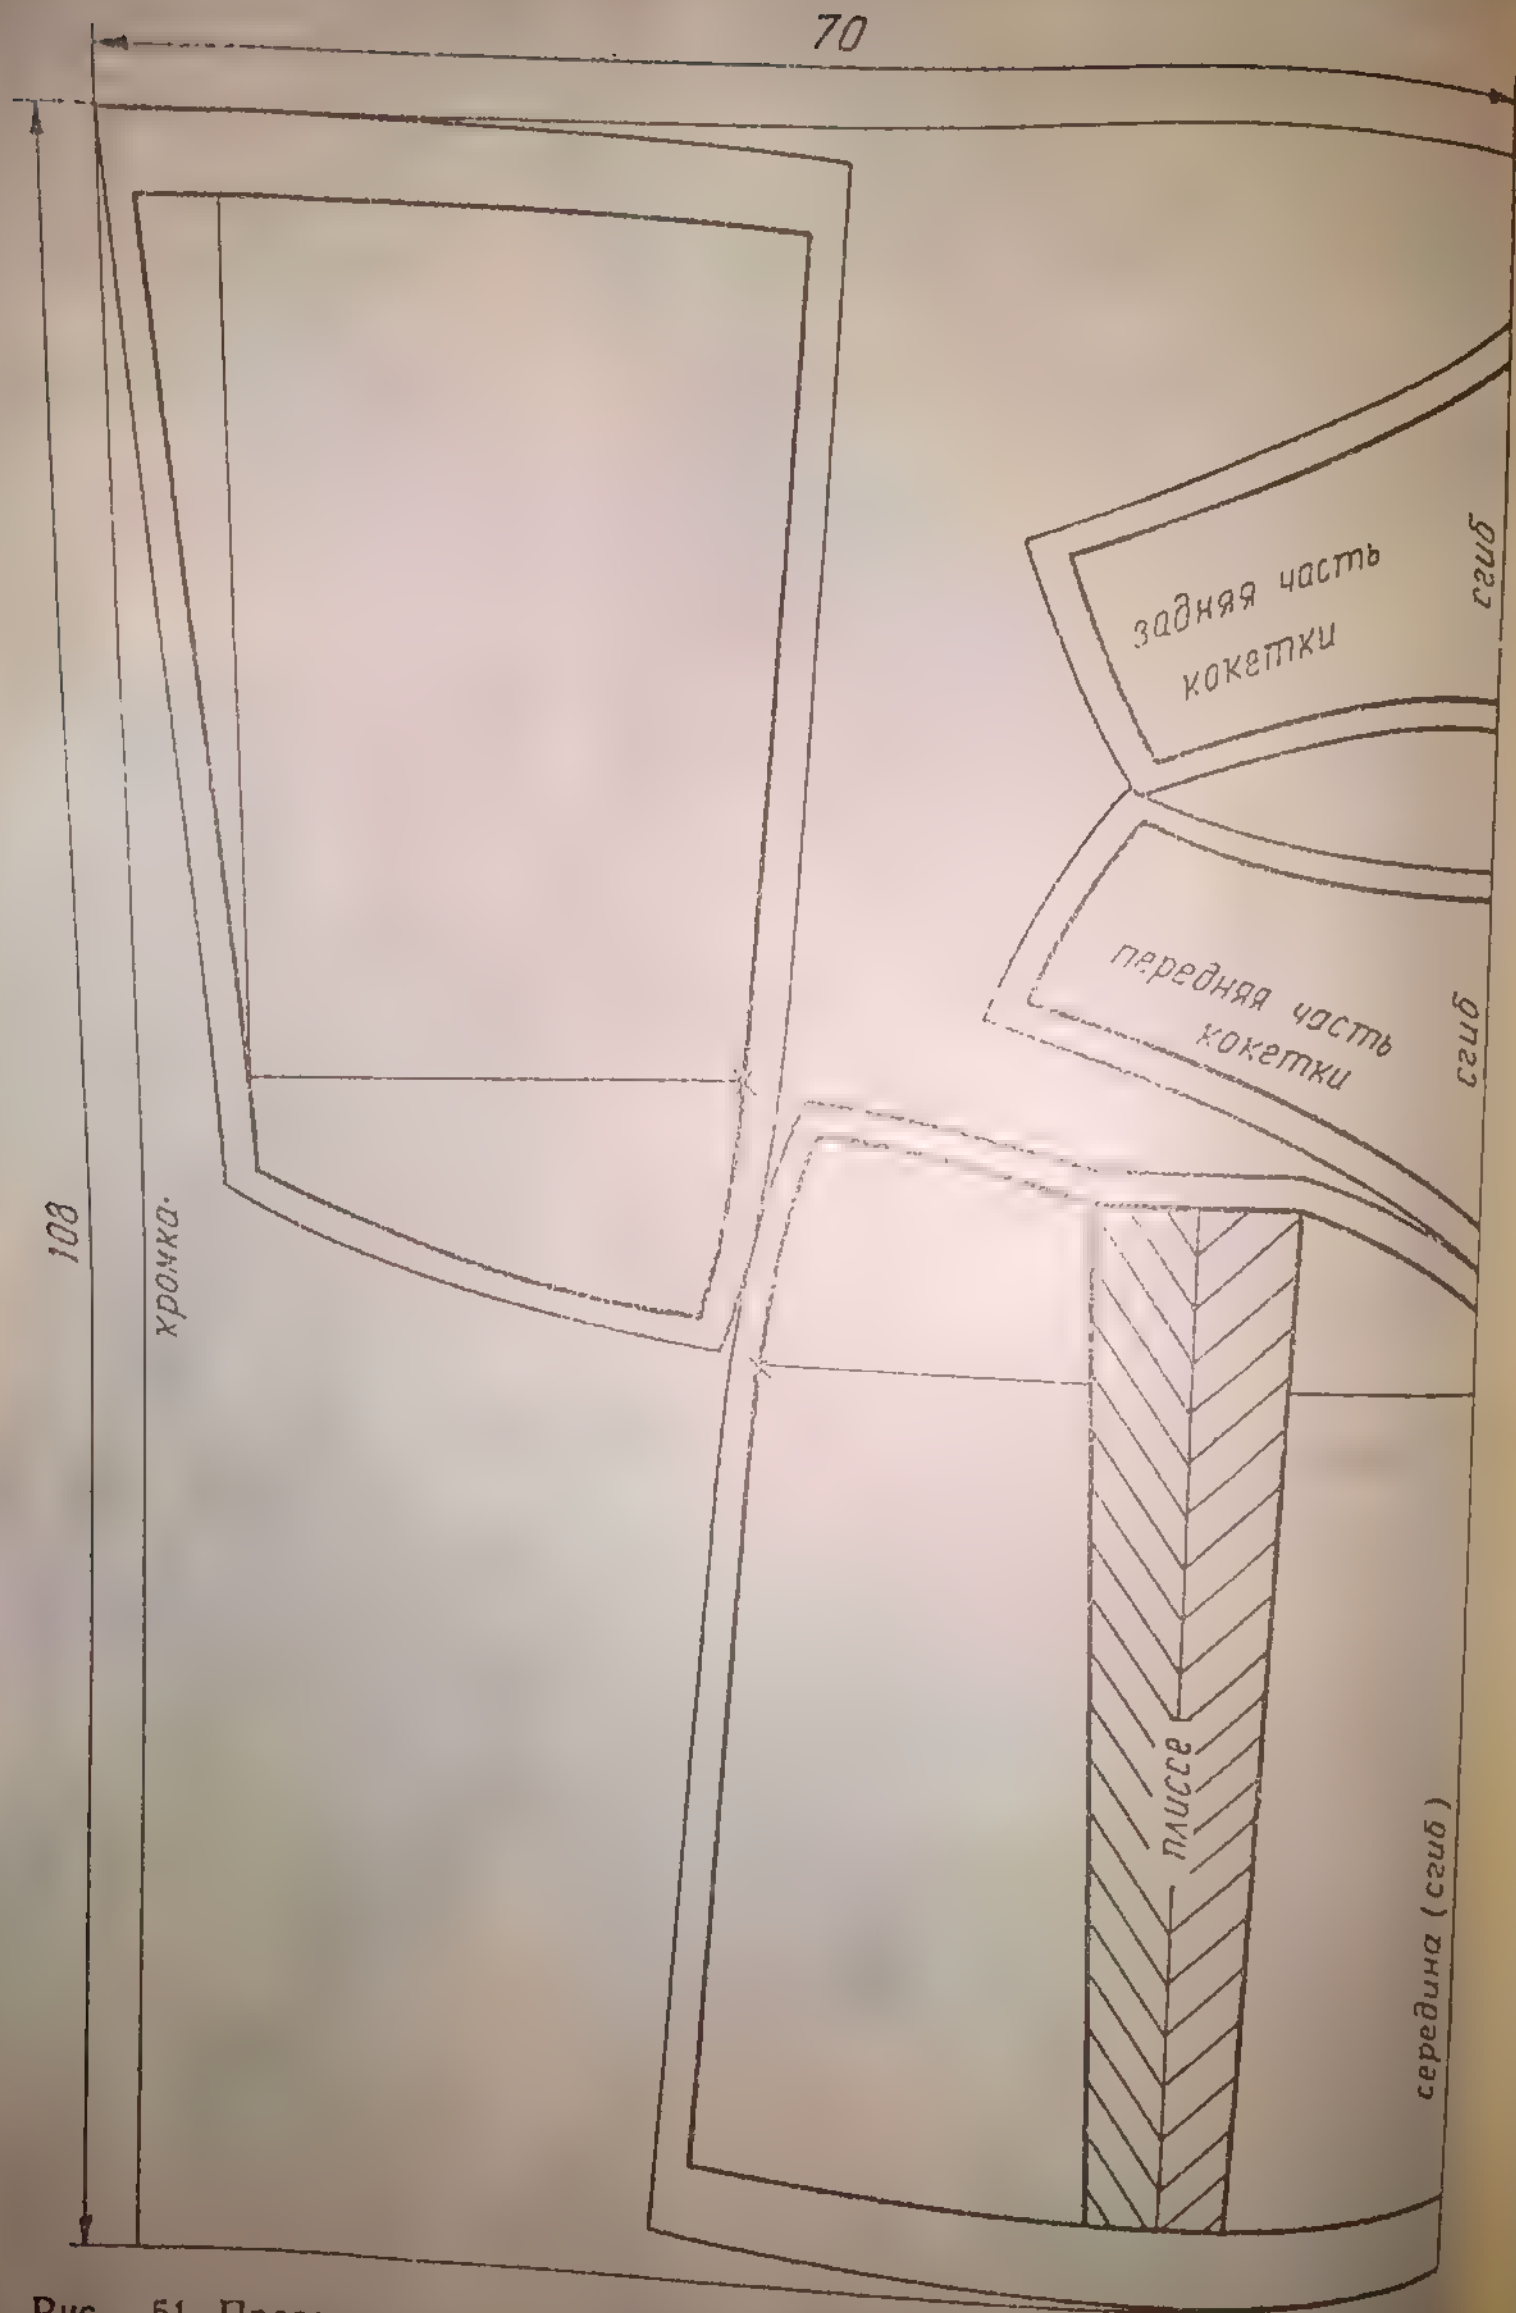 70
сгиб
задняя часть
кокетки
передняя часть
кокетки
сгиб
108
кромка.
плиссе
середина (сгиб)
Рис. 51